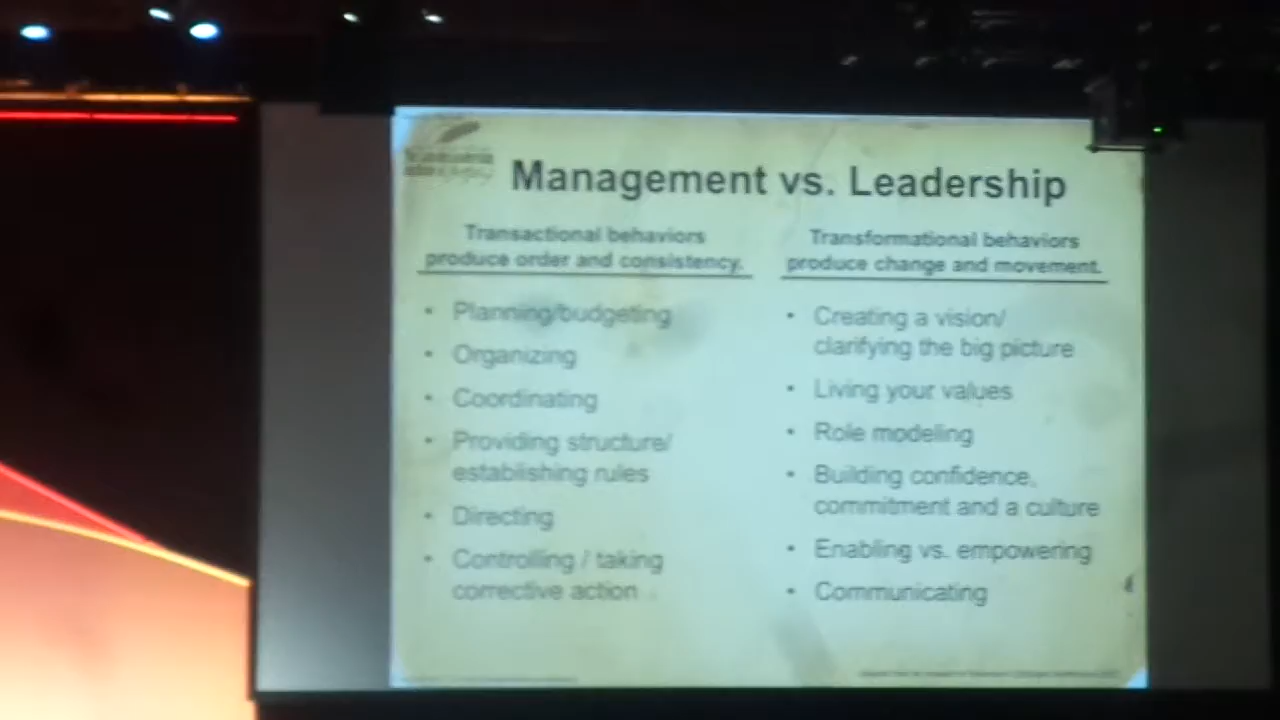 Management vs. Leadership
Transactional behaviors
produce order and consistency.
• Planning/budgeting
• Organizing
• Coordinating
• Providing structure/
establishing rules
• Directing
• Controlling / taking
corrective action
Transformational behaviors
produce change and movement.
• Creating a vision/
clarifying the big picture
• Living your values
• Role modeling
• Building confidence,
commitment and a culture
• Enabling vs. empowering
• Communicating